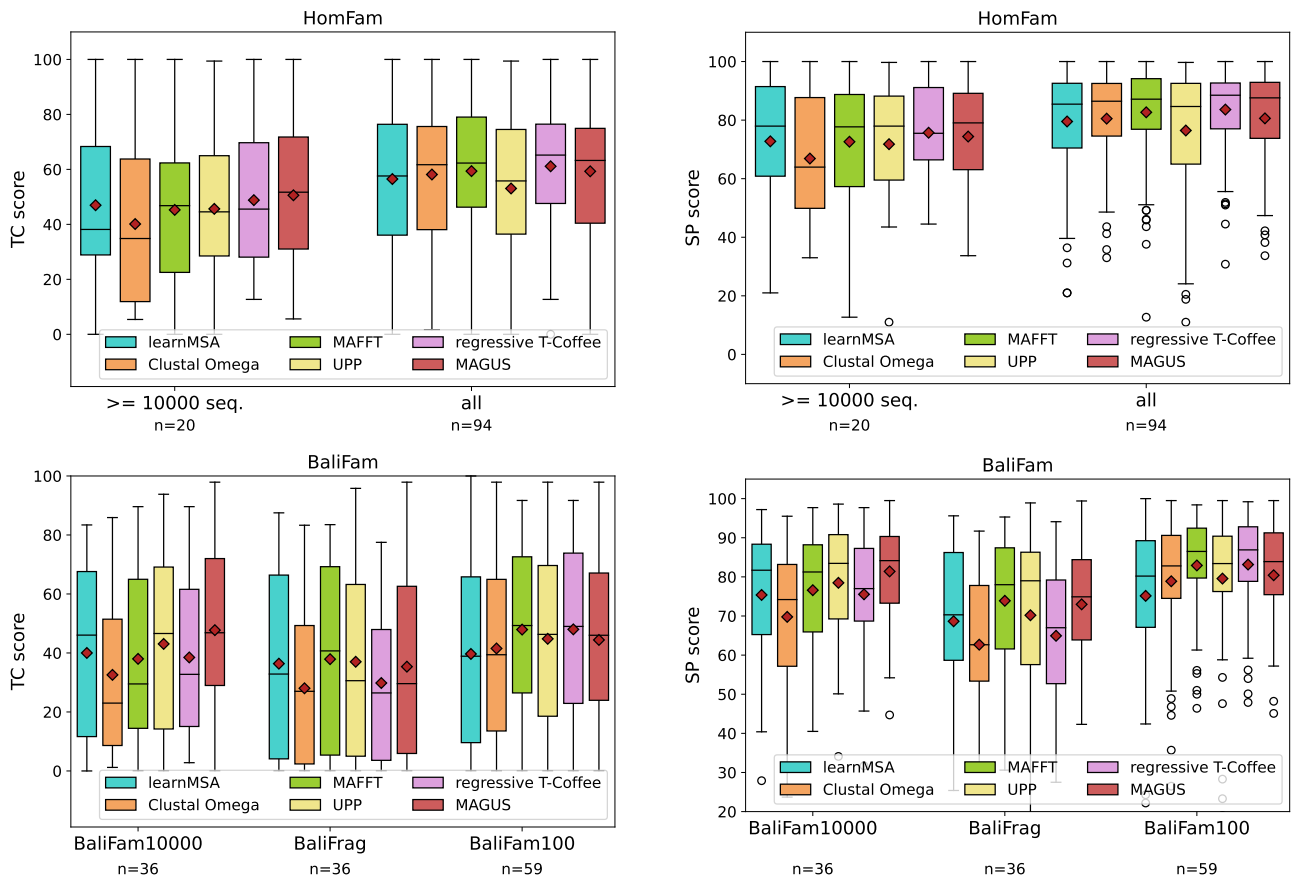 HomFam
TC score
100
80
60
40
20
0
learnMSA
Clustal Omega
MAFFT
UPP
regressive T-Coffee
MAGUS
>= 10000 seq.
n=20
all
n=94
HomFam
SP score
100
80
60
40
20
0
learnMSA
Clustal Omega
MAFFT
UPP
regressive T-Coffee
MAGUS
>= 10000 seq.
n=20
all
n=94
BaliFam
TC score
100
80
60
40
20
0
learnMSA
Clustal Omega
MAFFT
UPP
regressive T-Coffee
MAGUS
BaliFam10000
n=36
BaliFrag
n=36
BaliFam100
n=59
BaliFam
SP score
100
90
80
70
60
50
40
30
20
learnMSA
Clustal Omega
MAFFT
UPP
regressive T-Coffee
MAGUS
BaliFam10000
n=36
BaliFrag
n=36
BaliFam100
n=59